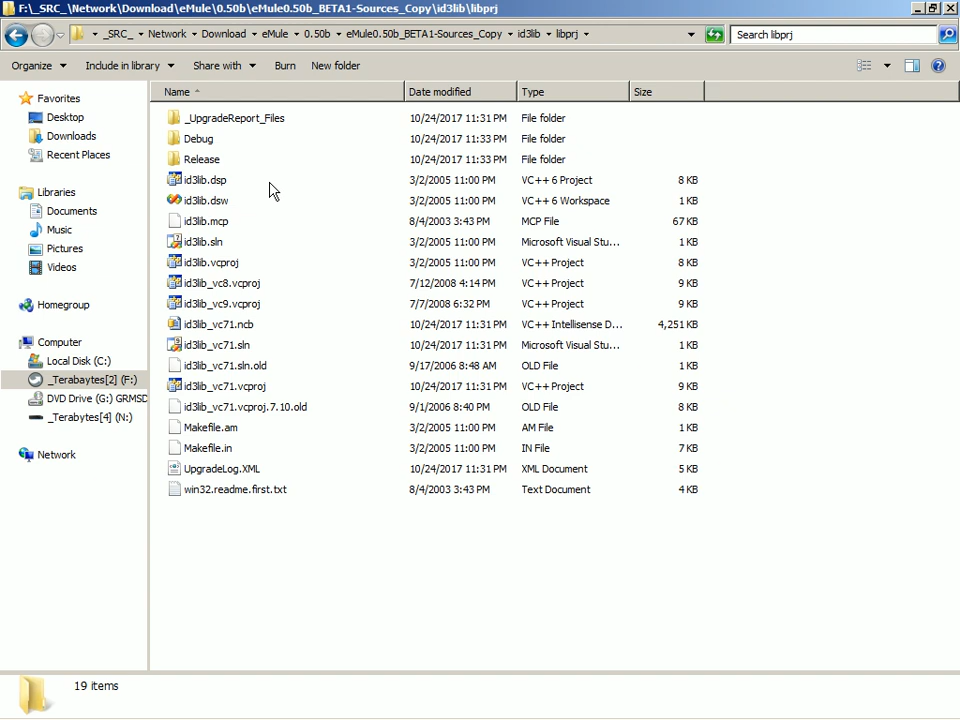 F:\_SRC_\Network\Download\eMule\0.50b\eMule0.50b_BETA1-Sources_Copy\id3lib\libprj
_SRC_ Network Download eMule 0.50b eMule0.50b_BETA1-Sources_Copy id3lib libprj Search libprj
Organize Include in library Share with Burn New folder
Name Date modified Type Size
Favorites
Desktop
Downloads
Recent Places
Libraries
Documents
Music
Pictures
Videos
Homegroup
Computer
Local Disk (C:)
_Terabaytes[2] (F:)
DVD Drive (G:) GRMSD
_Terabytes[4] (N:)
Network
_UpgradeReport_Files 10/24/2017 11:31 PM File folder
Debug 10/24/2017 11:33 PM File folder
Release 10/24/2017 11:33 PM File folder
id3lib.dsp 3/2/2005 11:00 PM VC++ 6 Project 8 KB
id3lib.dsw 3/2/2005 11:00 PM VC++ 6 Workspace 1 KB
id3lib.mcp 8/4/2003 3:43 PM MCP File 67 KB
id3lib.sln 3/2/2005 11:00 PM Microsoft Visual Stu... 1 KB
id3lib.vcproj 3/2/2005 11:00 PM VC++ Project 8 KB
id3lib_vc8.vcproj 7/12/2008 4:14 PM VC++ Project 9 KB
id3lib_vc9.vcproj 7/7/2008 6:32 PM VC++ Project 9 KB
id3lib_vc71.ncb 10/24/2017 11:31 PM VC++ Intellisense D... 4,251 KB
id3lib_vc71.sln 10/24/2017 11:31 PM Microsoft Visual Stu... 1 KB
id3lib_vc71.sln.old 9/17/2006 8:48 AM OLD File 1 KB
id3lib_vc71.vcproj 10/24/2017 11:31 PM VC++ Project 9 KB
id3lib_vc71.vcproj.7.10.old 9/1/2006 8:40 PM OLD File 8 KB
Makefile.am 3/2/2005 11:00 PM AM File 1 KB
Makefile.in 3/2/2005 11:00 PM IN File 7 KB
UpgradeLog.XML 10/24/2017 11:31 PM XML Document 5 KB
win32.readme.first.txt 8/4/2003 3:43 PM Text Document 4 KB
19 items